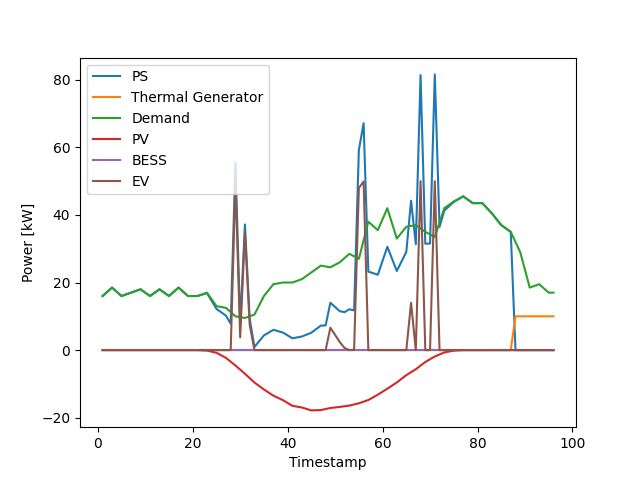 PS
Thermal Generator
Demand
PV
BESS
EV
80
60
40
20
0
−20
Power [kW]
0 20 40 60 80 100
Timestamp